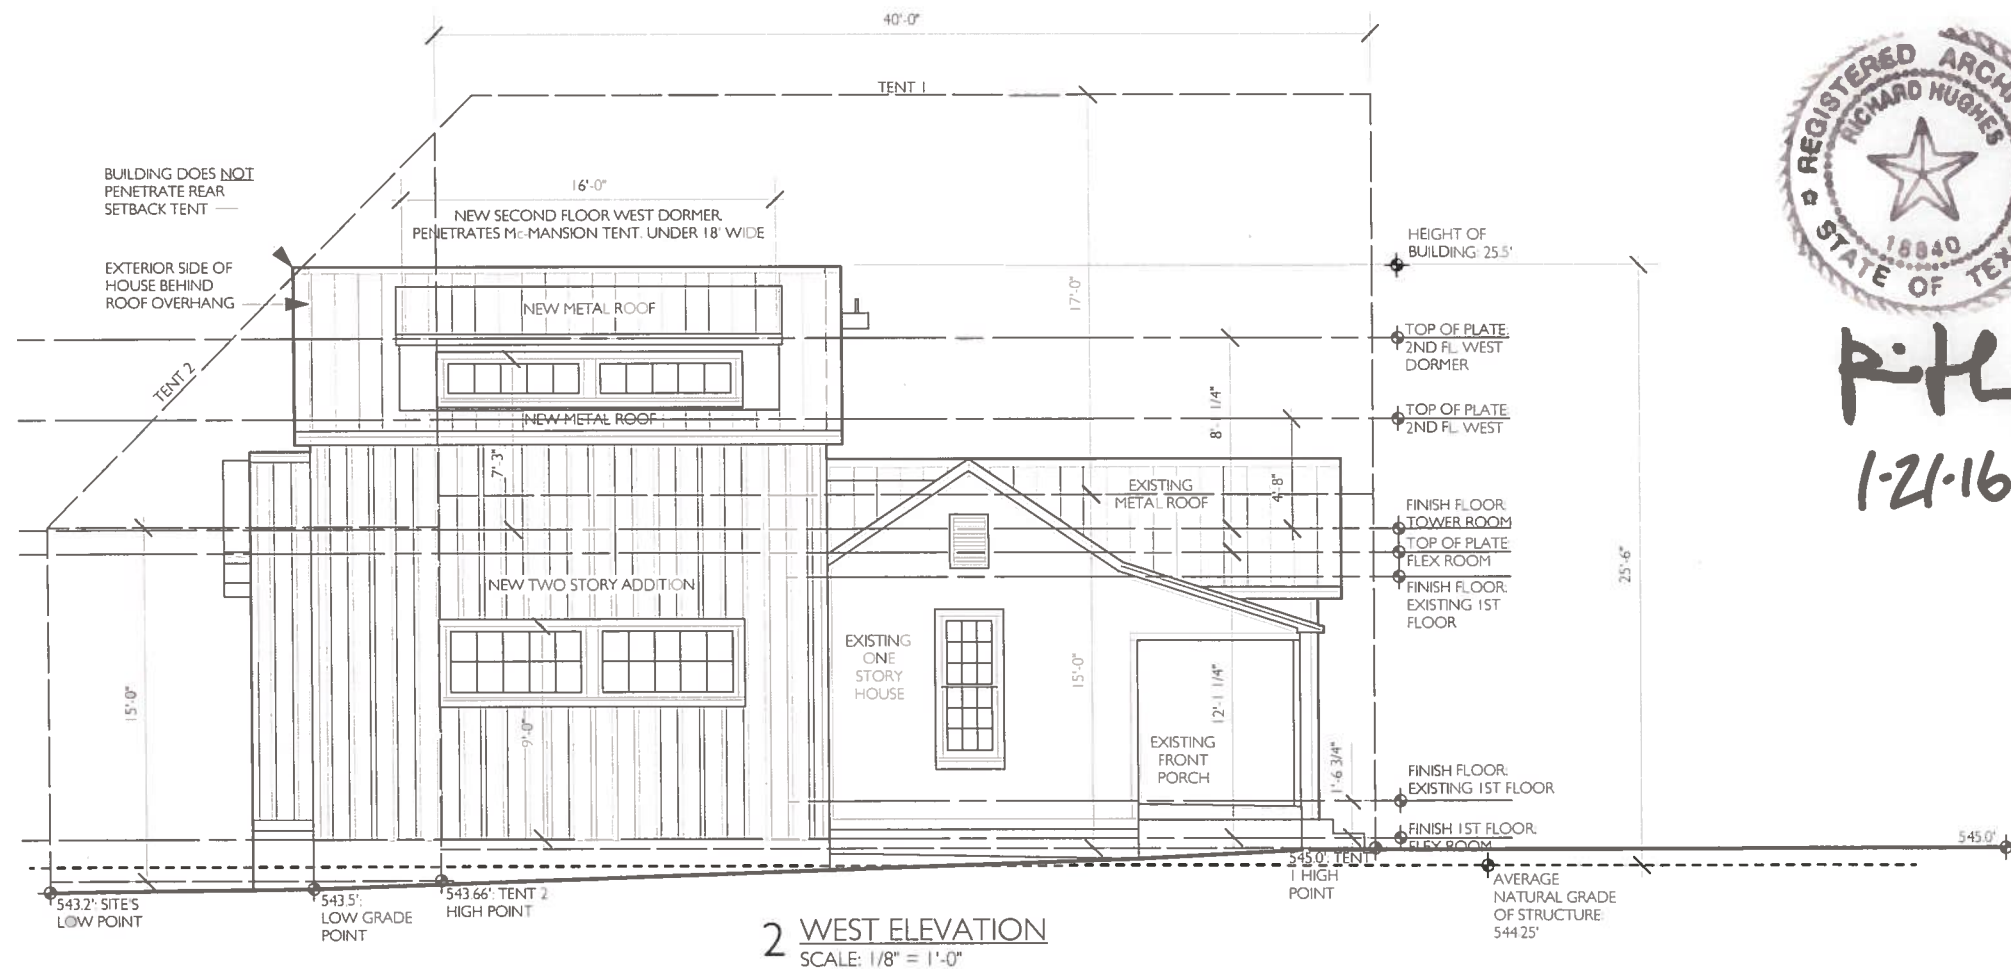 40'-0"
TENT 1
BUILDING DOES NOT
PENETRATE REAR
SETBACK TENT
16'-0"
NEW SECOND FLOOR WEST DORMER
PENETRATES Mc-MANSION TENT. UNDER 18' WIDE
EXTERIOR SIDE OF
HOUSE BEHIND
ROOF OVERHANG
NEW METAL ROOF
17'-0"
HEIGHT OF
BUILDING: 25.5'
TOP OF PLATE:
2ND FL. WEST
DORMER
TENT 2
NEW METAL ROOF
8'-1 1/4"
TOP OF PLATE
2ND FL. WEST
7'-3"
EXISTING
METAL ROOF
4'-8"
FINISH FLOOR:
TOWER ROOM
TOP OF PLATE
FLEX ROOM
FINISH FLOOR:
EXISTING 1ST
FLOOR
25'-6"
NEW TWO STORY ADDITION
EXISTING
ONE
STORY
HOUSE
15'-0"
15'-0"
12'-1 1/4"
9'-0"
EXISTING
FRONT
PORCH
1'-6 3/4"
FINISH FLOOR:
EXISTING 1ST FLOOR
FINISH 1ST FLOOR:
FLEX ROOM
545.0'
543.2': SITE'S
LOW POINT
543.5':
LOW GRADE
POINT
543.66': TENT 2
HIGH POINT
545.0': TENT
1 HIGH
POINT
AVERAGE
NATURAL GRADE
OF STRUCTURE:
544.25'
2 WEST ELEVATION
SCALE: 1/8" = 1'-0"
REGISTERED
RICHARD HUGHES
18840
STATE OF
1-21-16